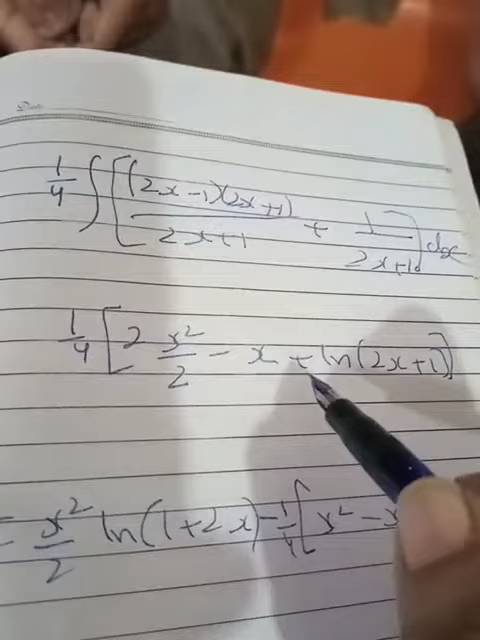 1/4 ∫ [ (2x-1)(2x+1) / 2x+1 + 1 / 2x+1 ] dx
1/4 [ 2 x²/2 - x + ln(2x+1) ]
= x²/2 ln(1+2x) - 1/4 [ x² - x